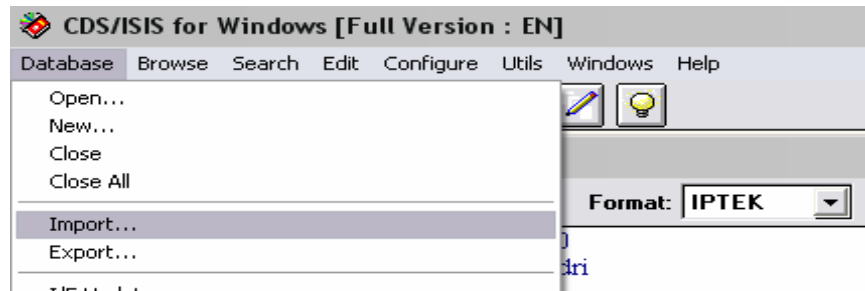 CDS/ISIS for Windows [Full Version : EN]
Database Browse Search Edit Configure Utils Windows Help
Open...
New...
Close
Close All
Format: IPTEK
Import...
Export...
dri